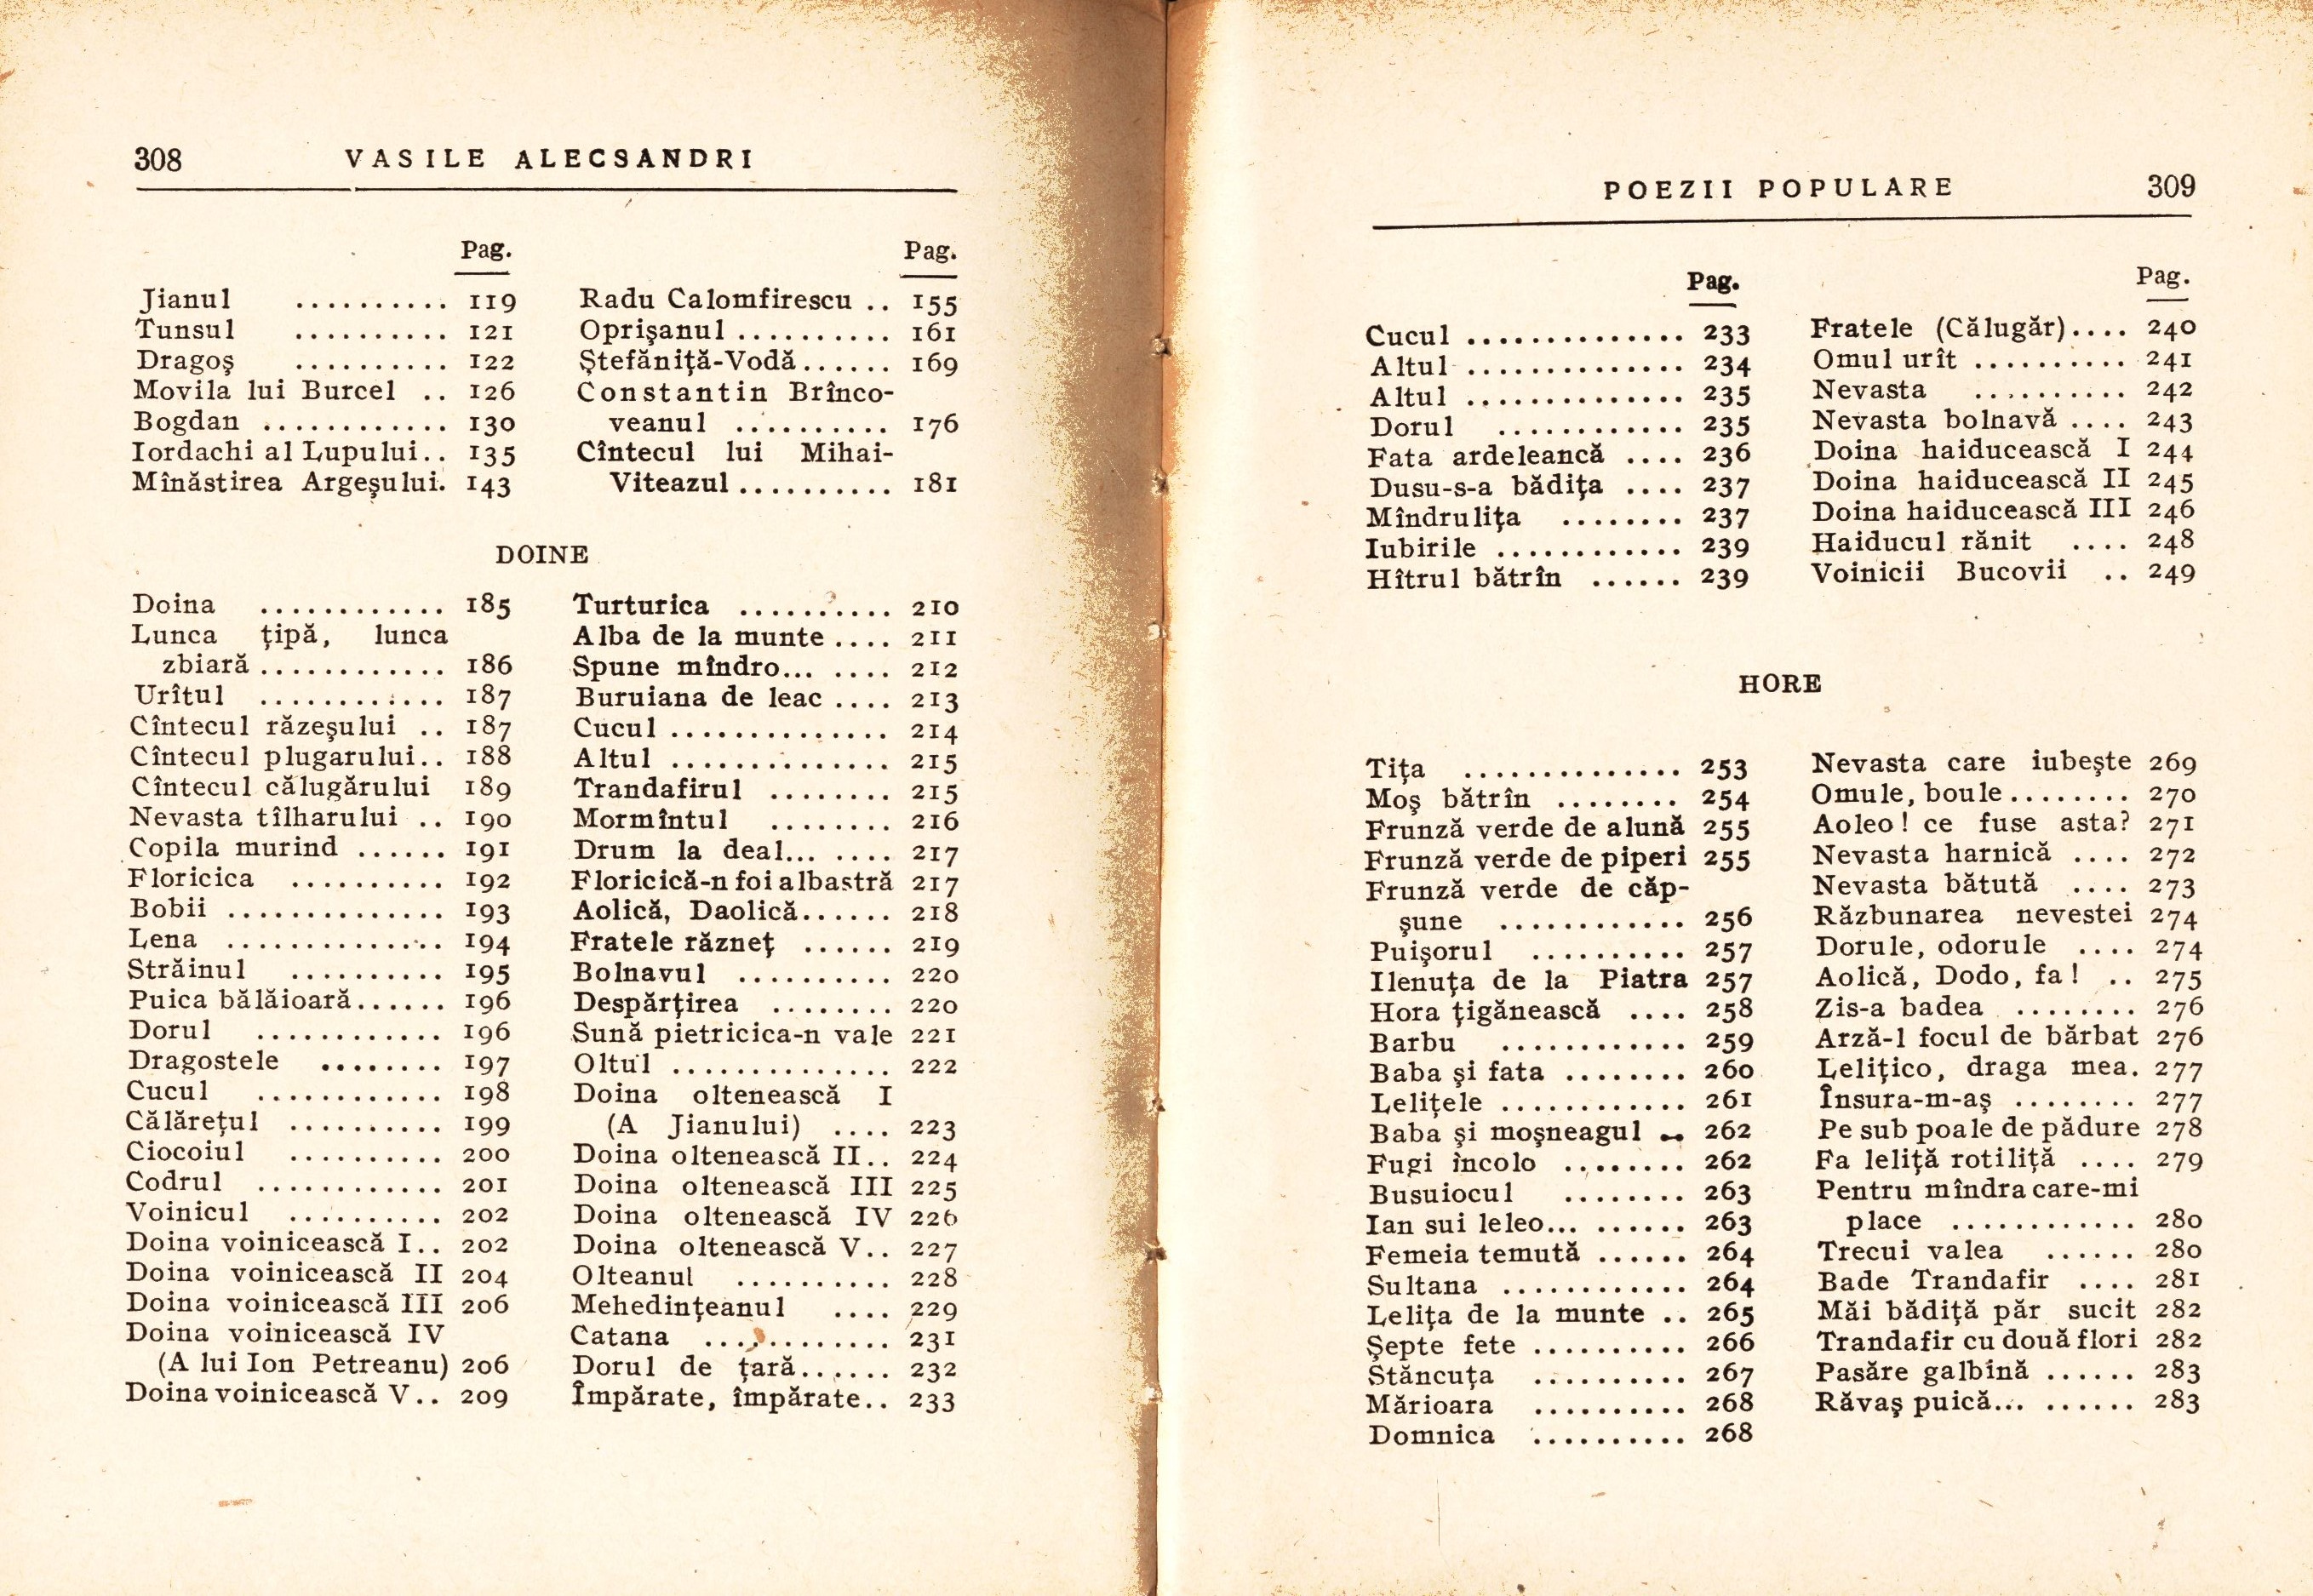 308 VASILE ALECSANDRI
Pag.
Jianul .......... 119
Tunsul .......... 121
Dragoş .......... 122
Movila lui Burcel .. 126
Bogdan ............ 130
Iordachi al Lupului.. 135
Mînăstirea Argeşului. 143
Pag.
Radu Calomfirescu .. 155
Oprişanul .......... 161
Ştefăniţă-Vodă...... 169
Constantin Brînco-
veanul .......... 176
Cîntecul lui Mihai-
Viteazul .......... 181
DOINE
Doina ............ 185
Lunca ţipă, lunca
zbiară ............ 186
Urîtul ............ 187
Cîntecul răzeşului .. 187
Cîntecul plugarului.. 188
Cîntecul călugărului 189
Nevasta tîlharului .. 190
Copila murind ...... 191
Floricica .......... 192
Bobii .............. 193
Lena .............. 194
Străinul .......... 195
Puica bălăioară...... 196
Dorul ............ 196
Dragostele ........ 197
Cucul ............ 198
Călăreţul .......... 199
Ciocoiul .......... 200
Codrul ............ 201
Voinicul .......... 202
Doina voinicească I.. 202
Doina voinicească II 204
Doina voinicească III 206
Doina voinicească IV
(A lui Ion Petreanu) 206
Doina voinicească V.. 209
Turturica .......... 210
Alba de la munte .... 211
Spune mîndro... .... 212
Buruiana de leac .... 213
Cucul .............. 214
Altul .............. 215
Trandafirul ........ 215
Mormîntul ........ 216
Drum la deal... .... 217
Floricică-n foi albastră 217
Aolică, Daolică...... 218
Fratele răzneţ ...... 219
Bolnavul .......... 220
Despărţirea ........ 220
Sună pietricica-n vale 221
Oltul .............. 222
Doina oltenească I
(A Jianului) .... 223
Doina oltenească II.. 224
Doina oltenească III 225
Doina oltenească IV 226
Doina oltenească V.. 227
Olteanul .......... 228
Mehedinţeanul .... 229
Catana ............ 231
Dorul de ţară...... 232
Împărate, împărate.. 233
POEZII POPULARE 309
Pag.
Cucul .............. 233
Altul .............. 234
Altul .............. 235
Dorul ............ 235
Fata ardeleancă .... 236
Dusu-s-a bădiţa .... 237
Mîndruliţa ........ 237
Iubirile ............ 239
Hîtrul bătrîn ...... 239
Pag.
Fratele (Călugăr).... 240
Omul urît .......... 241
Nevasta .......... 242
Nevasta bolnavă .... 243
Doina haiducească I 244
Doina haiducească II 245
Doina haiducească III 246
Haiducul rănit .... 248
Voinicii Bucovii .. 249
HORE
Tiţa .............. 253
Moş bătrîn ........ 254
Frunză verde de alună 255
Frunză verde de piperi 255
Frunză verde de căp-
şune ............ 256
Puişorul .......... 257
Ilenuţa de la Piatra 257
Hora ţigănească .... 258
Barbu ............ 259
Baba şi fata ........ 260
Leliţele ............ 261
Baba şi moşneagul .. 262
Fugi încolo ........ 262
Busuiocul ........ 263
Ian sui leleo... ...... 263
Femeia temută ...... 264
Sultana ............ 264
Leliţa de la munte .. 265
Şepte fete .......... 266
Stăncuţa .......... 267
Mărioara .......... 268
Domnica .......... 268
Nevasta care iubeşte 269
Omule, boule........ 270
Aoleo! ce fuse asta? 271
Nevasta harnică .... 272
Nevasta bătută .... 273
Răzbunarea nevestei 274
Dorule, odorule .... 274
Aolică, Dodo, fa! .. 275
Zis-a badea ........ 276
Arză-l focul de bărbat 276
Leliţico, draga mea. 277
Însura-m-aş ........ 277
Pe sub poale de pădure 278
Fa leliţă rotiliţă .... 279
Pentru mîndra care-mi
place ............ 280
Trecui valea ...... 280
Bade Trandafir .... 281
Măi bădiţă păr sucit 282
Trandafir cu două flori 282
Pasăre galbină ...... 283
Răvaş puică... ...... 283